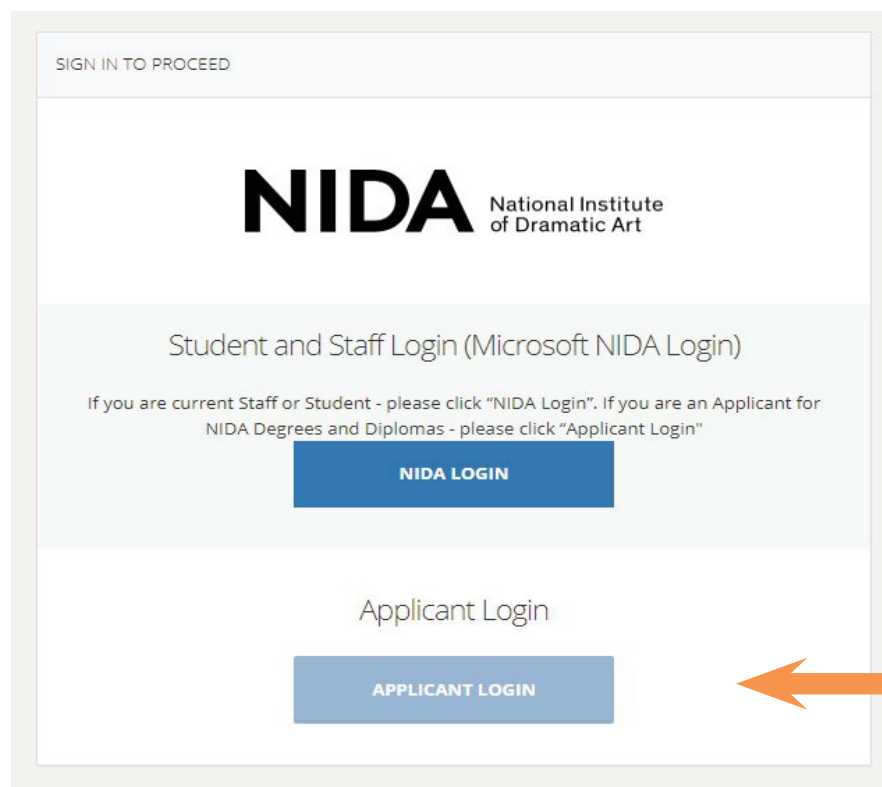 SIGN IN TO PROCEED
NIDA National Institute
of Dramatic Art
Student and Staff Login (Microsoft NIDA Login)
If you are current Staff or Student - please click “NIDA Login”. If you are an Applicant for
NIDA Degrees and Diplomas - please click “Applicant Login"
NIDA LOGIN
Applicant Login
APPLICANT LOGIN